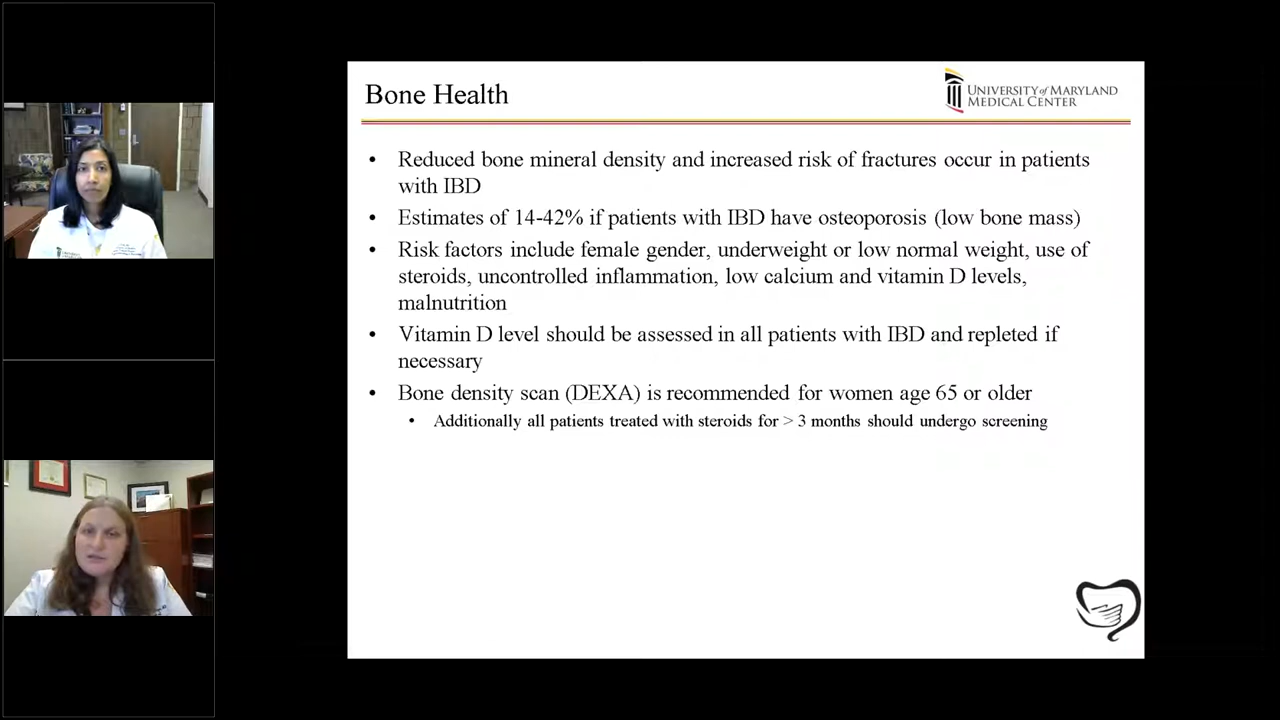 Bone Health
UNIVERSITY of MARYLAND
MEDICAL CENTER
• Reduced bone mineral density and increased risk of fractures occur in patients
with IBD
• Estimates of 14-42% if patients with IBD have osteoporosis (low bone mass)
• Risk factors include female gender, underweight or low normal weight, use of
steroids, uncontrolled inflammation, low calcium and vitamin D levels,
malnutrition
• Vitamin D level should be assessed in all patients with IBD and repleted if
necessary
• Bone density scan (DEXA) is recommended for women age 65 or older
• Additionally all patients treated with steroids for > 3 months should undergo screening